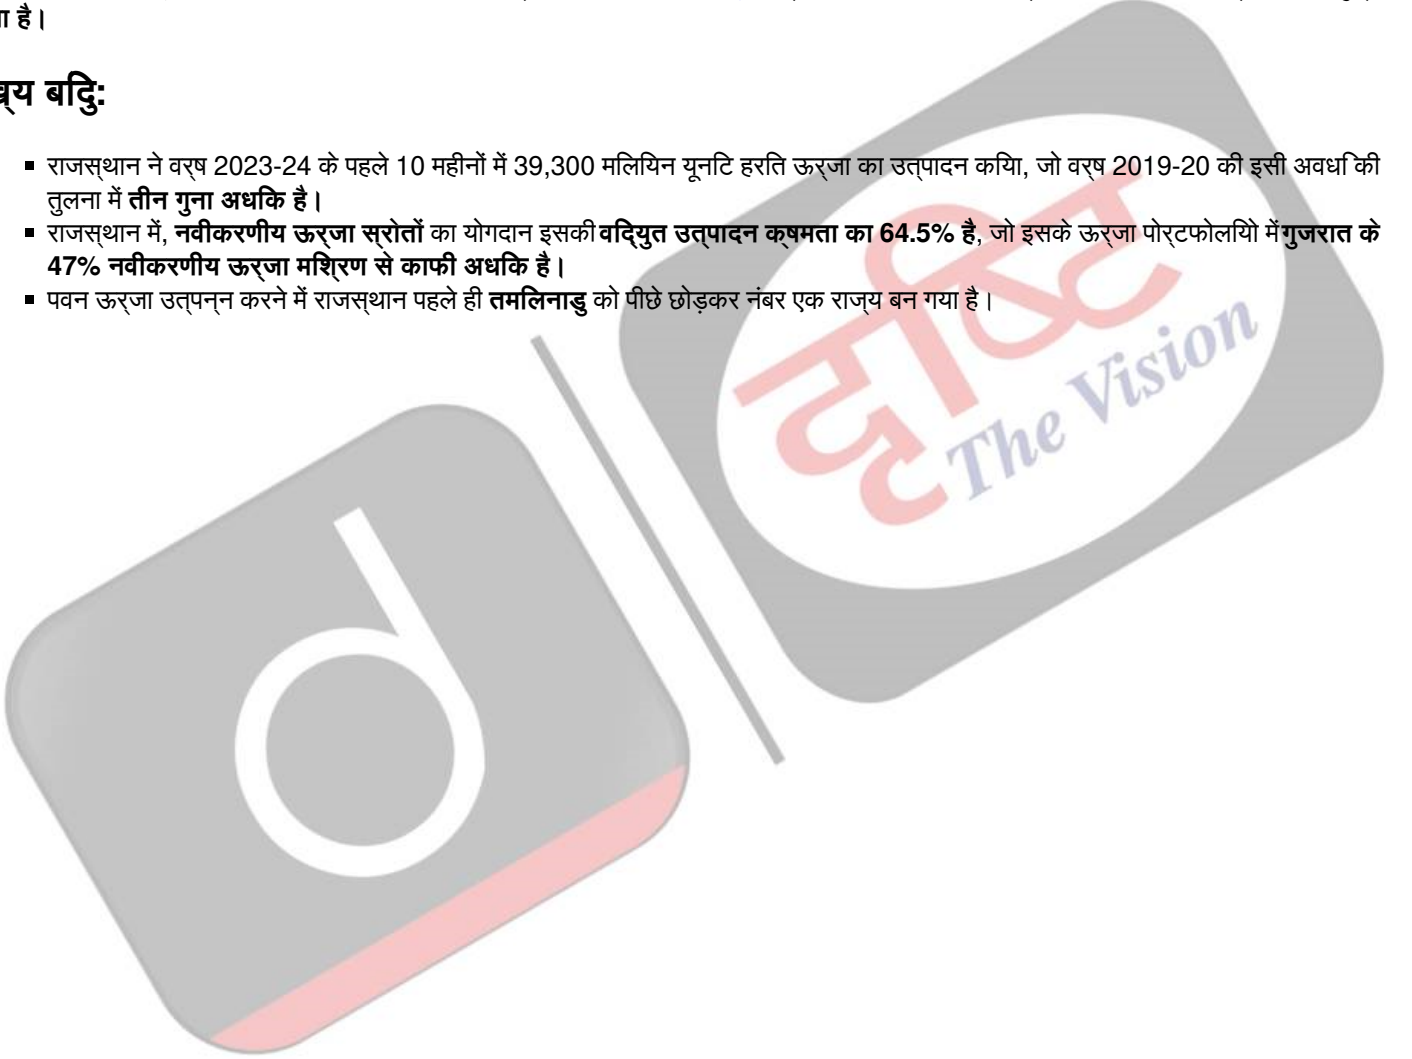 है।
बिंदु:
राजस्थान ने वर्ष 2023-24 के पहले 10 महीनों में 39,300 मिलियन यूनिट हरित ऊर्जा का उत्पादन किया, जो वर्ष 2019-20 की इसी अवधि की
तुलना में तीन गुना अधिक है।
राजस्थान में, नवीकरणीय ऊर्जा स्रोतों का योगदान इसकी विद्युत उत्पादन क्षमता का 64.5% है, जो इसके ऊर्जा पोर्टफोलियो में गुजरात के
47% नवीकरणीय ऊर्जा मिश्रण से काफी अधिक है।
पवन ऊर्जा उत्पन्न करने में राजस्थान पहले ही तमिलनाडु को पीछे छोड़कर नंबर एक राज्य बन गया है।
दृष्टि
The Vision
d